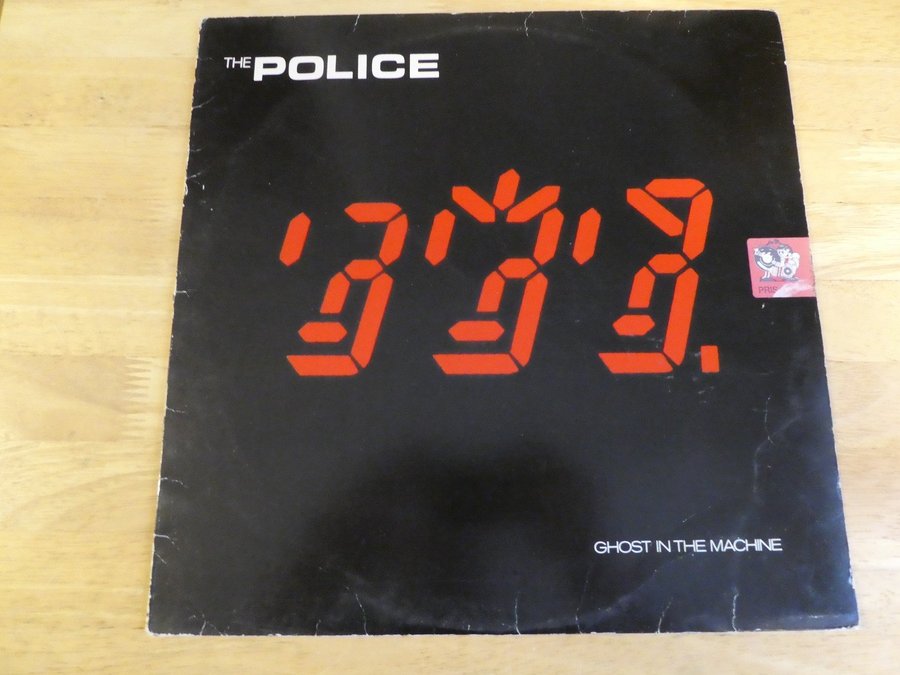 THE POLICE
GHOST IN THE MACHINE